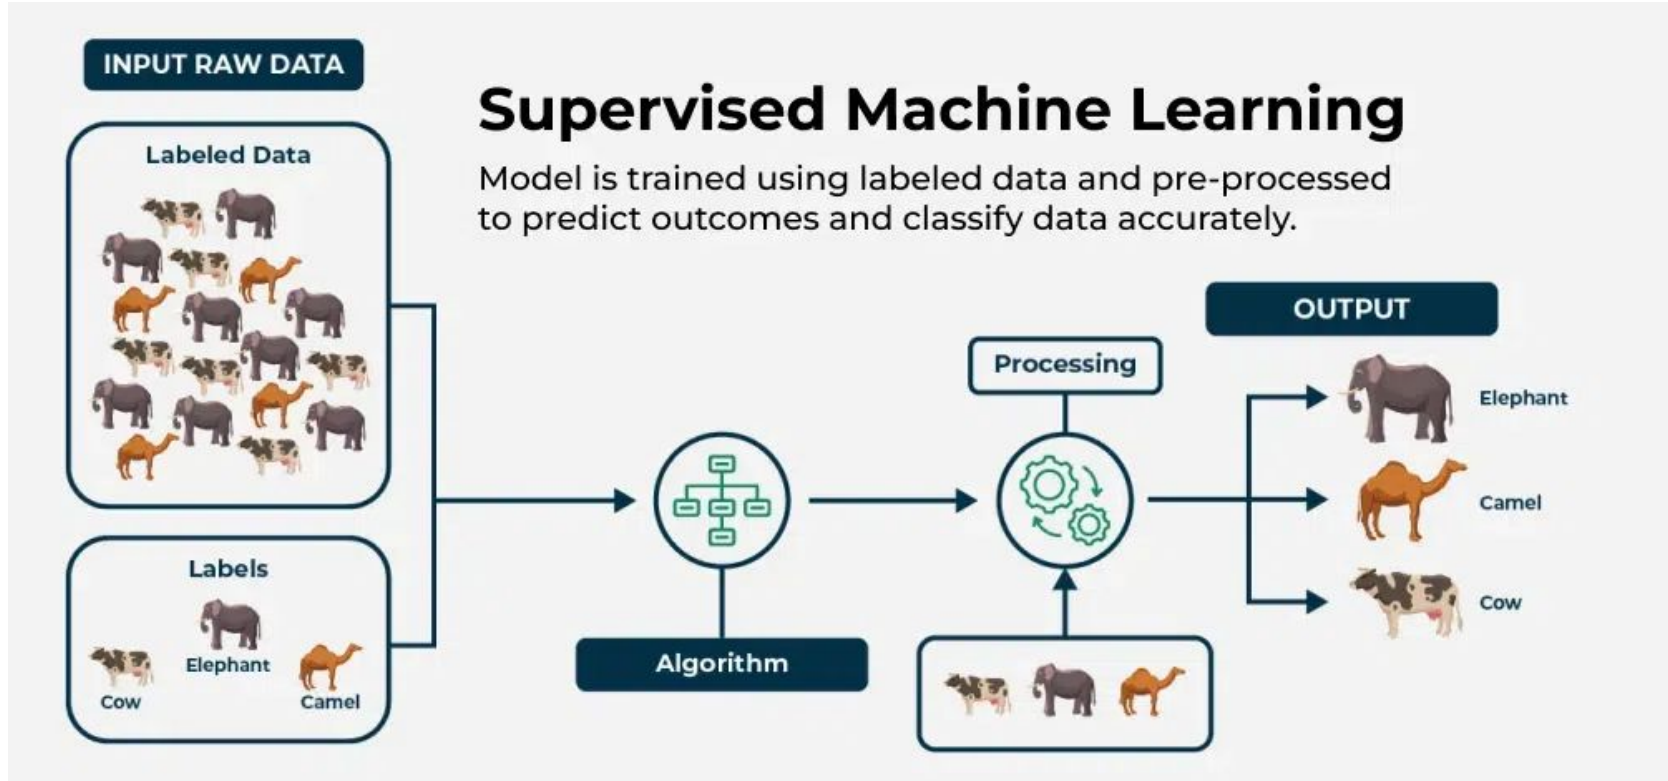 INPUT RAW DATA
Supervised Machine Learning
Model is trained using labeled data and pre-processed
to predict outcomes and classify data accurately.
Labeled Data
Labels
Elephant
Cow
Camel
Algorithm
Processing
OUTPUT
Elephant
Camel
Cow